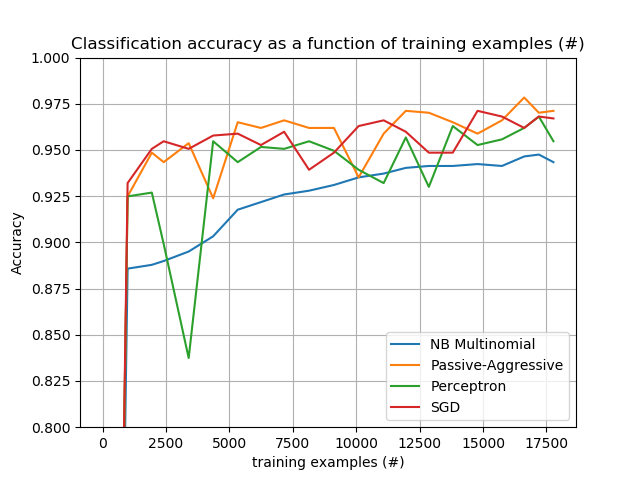 Classification accuracy as a function of training examples (#)
1.000
0.975
0.950
0.925
0.900
0.875
0.850
0.825
0.800
Accuracy
NB Multinomial
Passive-Aggressive
Perceptron
SGD
0 2500 5000 7500 10000 12500 15000 17500
training examples (#)